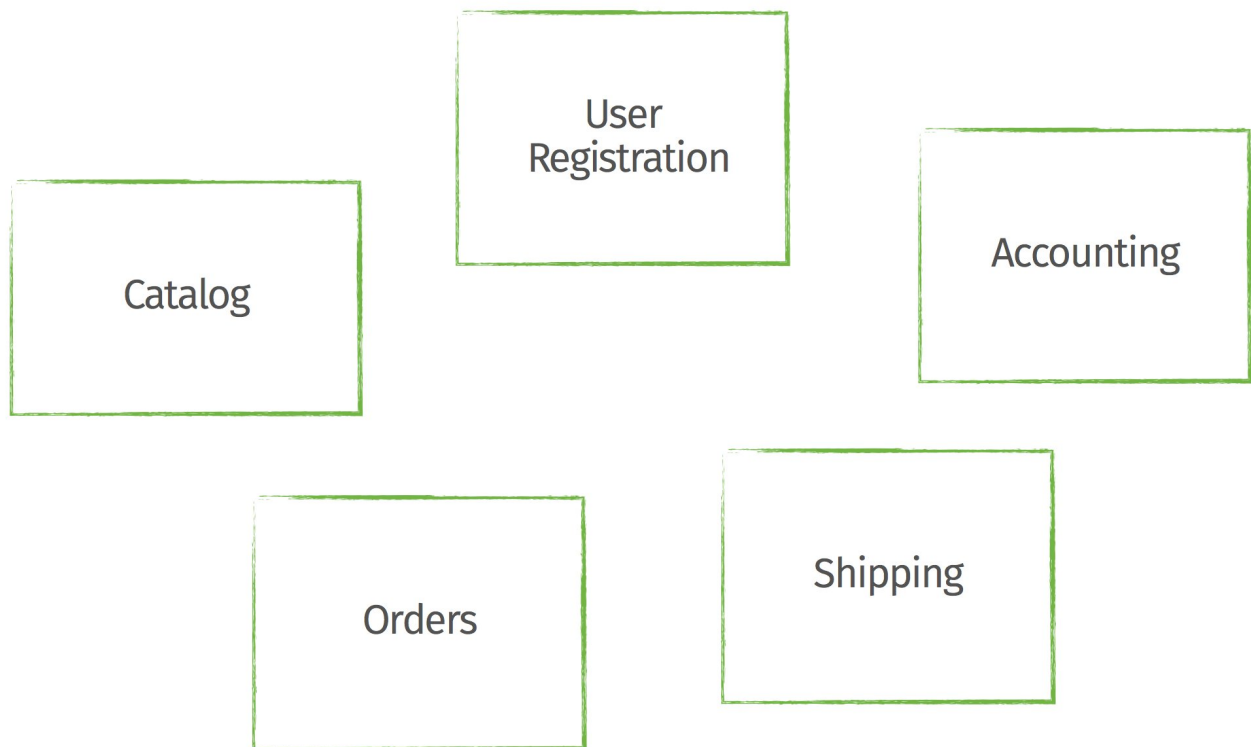 User
Registration
Accounting
Catalog
Shipping
Orders